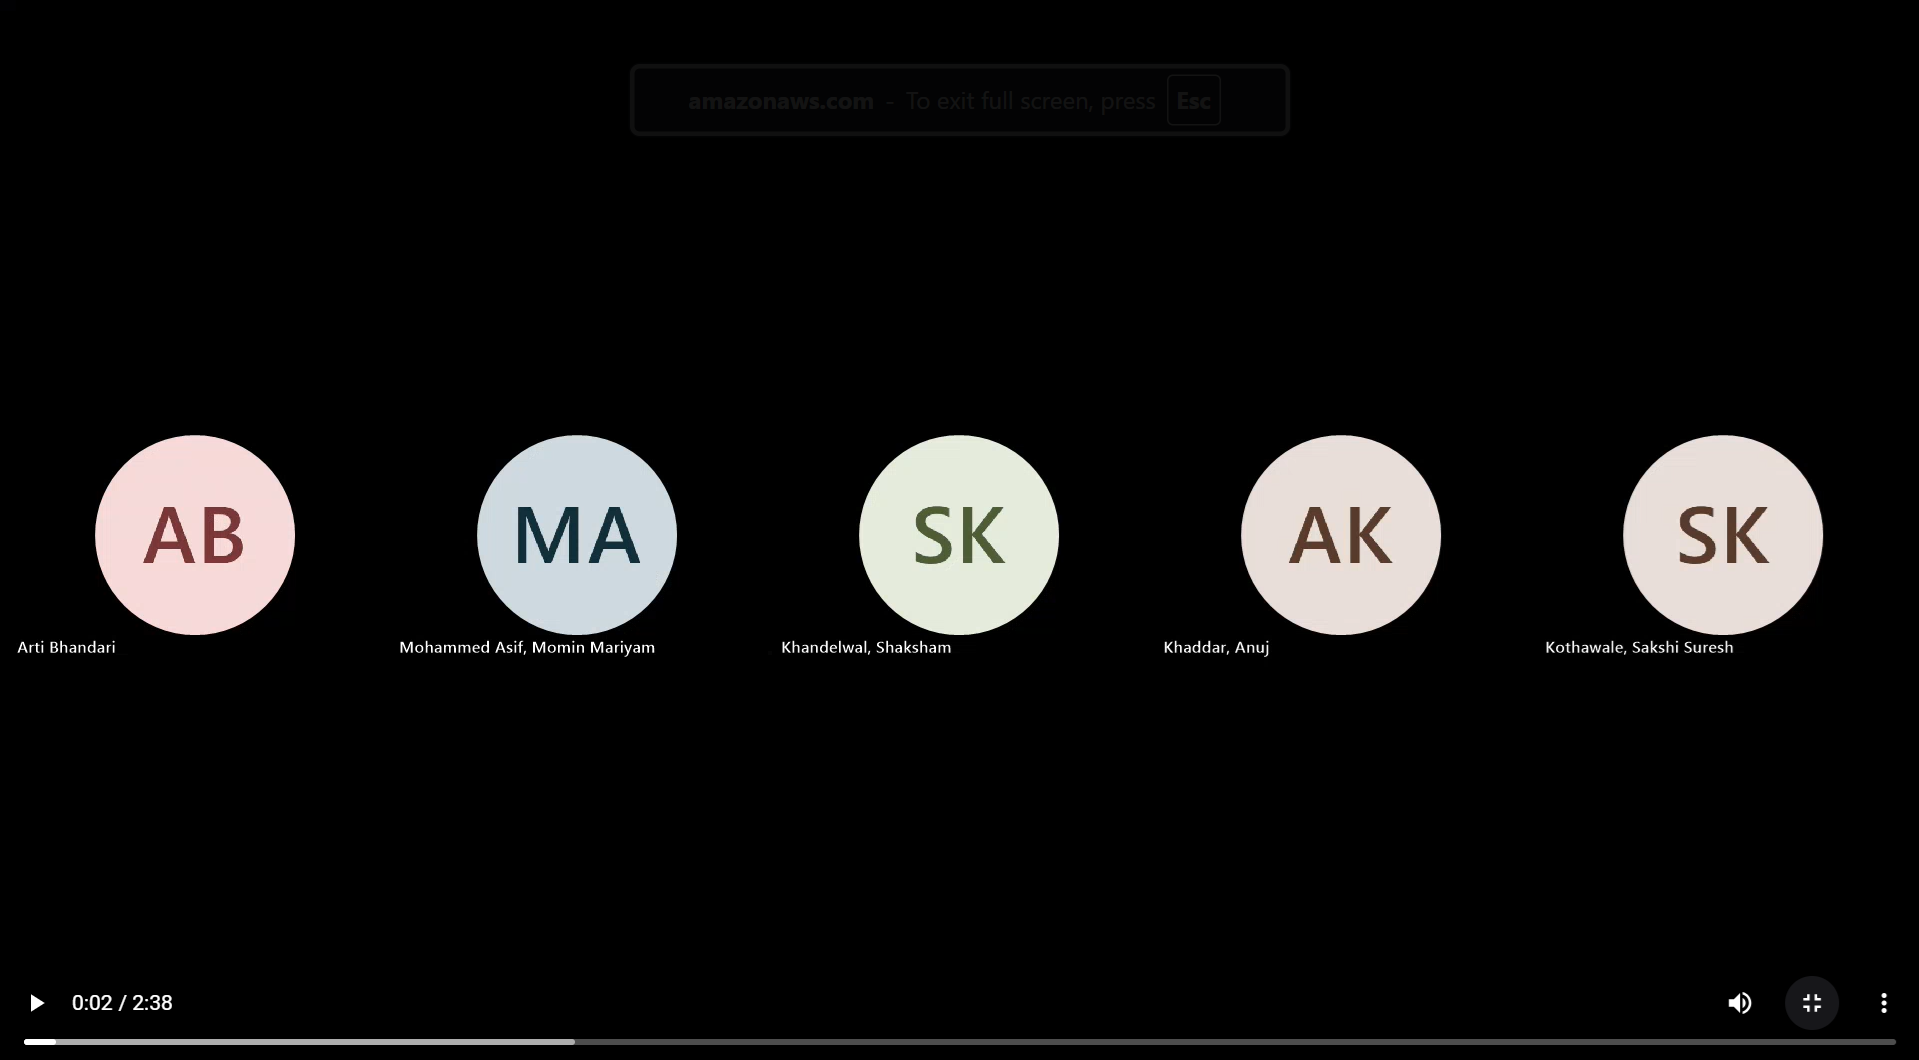 amazonaws.com - To exit full screen, press Esc
AB MA SK AK SK
Arti Bhandari Mohammed Asif, Momin Mariyam Khandelwal, Shaksham Khaddar, Anuj Kothawale, Sakshi Suresh
0:02 / 2:38